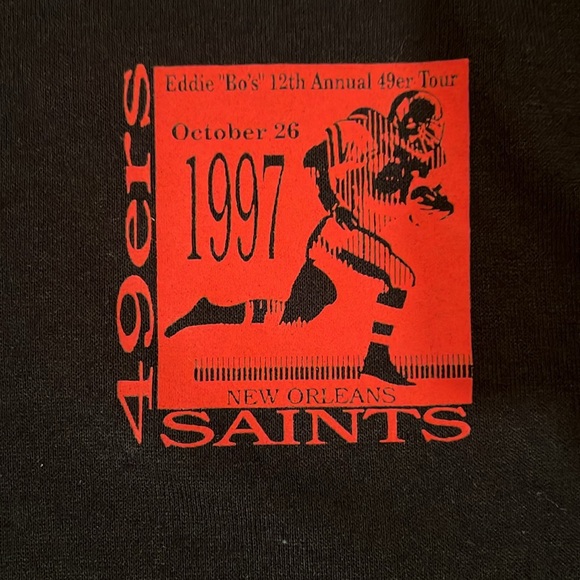 Eddie "Bo's" 12th Annual 49er Tour
October 26
1997
49ers
NEW ORLEANS
SAINTS